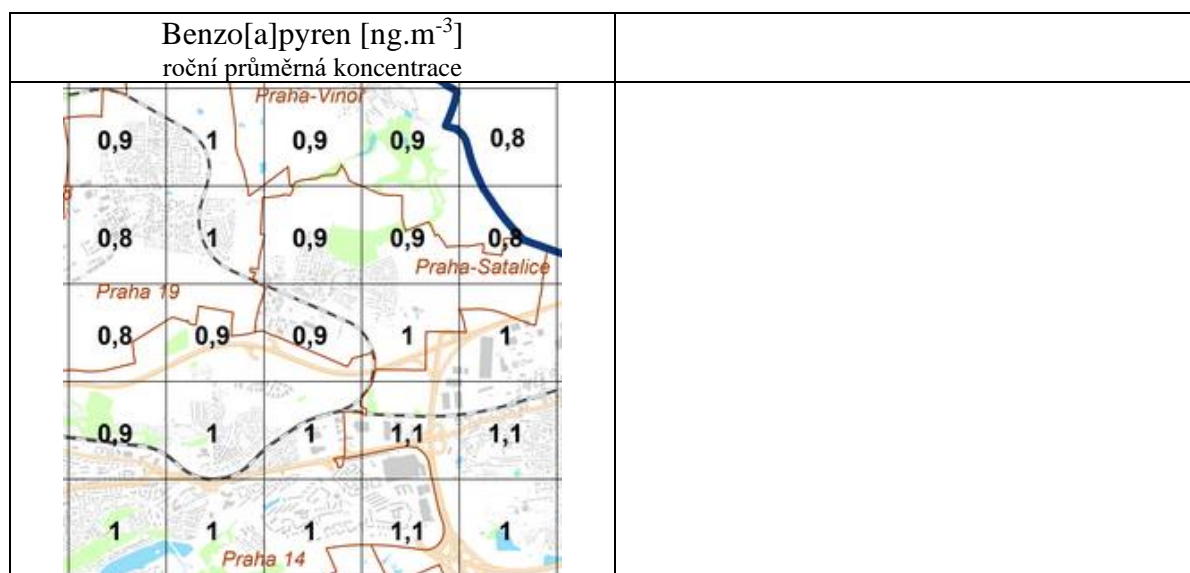 Benzo[a]pyren [ng.m⁻³]
roční průměrná koncentrace
Praha-Vinoř
0,9 1 0,9 0,9 0,8
0,8 1 0,9 0,9 0,8
Praha-Satalice
Praha 19
0,8 0,9 0,9 1 1
0,9 1 1 1,1 1,1
1 1 1 1,1 1
Praha 14